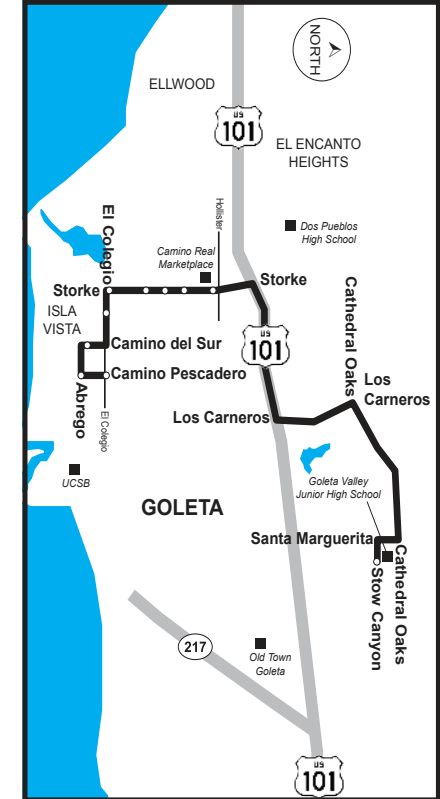 NORTH
ELLWOOD
US
101
EL ENCANTO
HEIGHTS
Hollister
Dos Pueblos
High School
El Colegio
Camino Real
Marketplace
Storke
Storke
Cathedral Oaks
ISLA
VISTA
US
101
Camino del Sur
Camino Pescadero
Los
Carneros
Abrego
El Colegio
Los Carneros
UCSB
Goleta Valley
Junior High School
GOLETA
Santa Marguerita
Cathedral Oaks
Stow Canyon
217
Old Town
Goleta
US
101